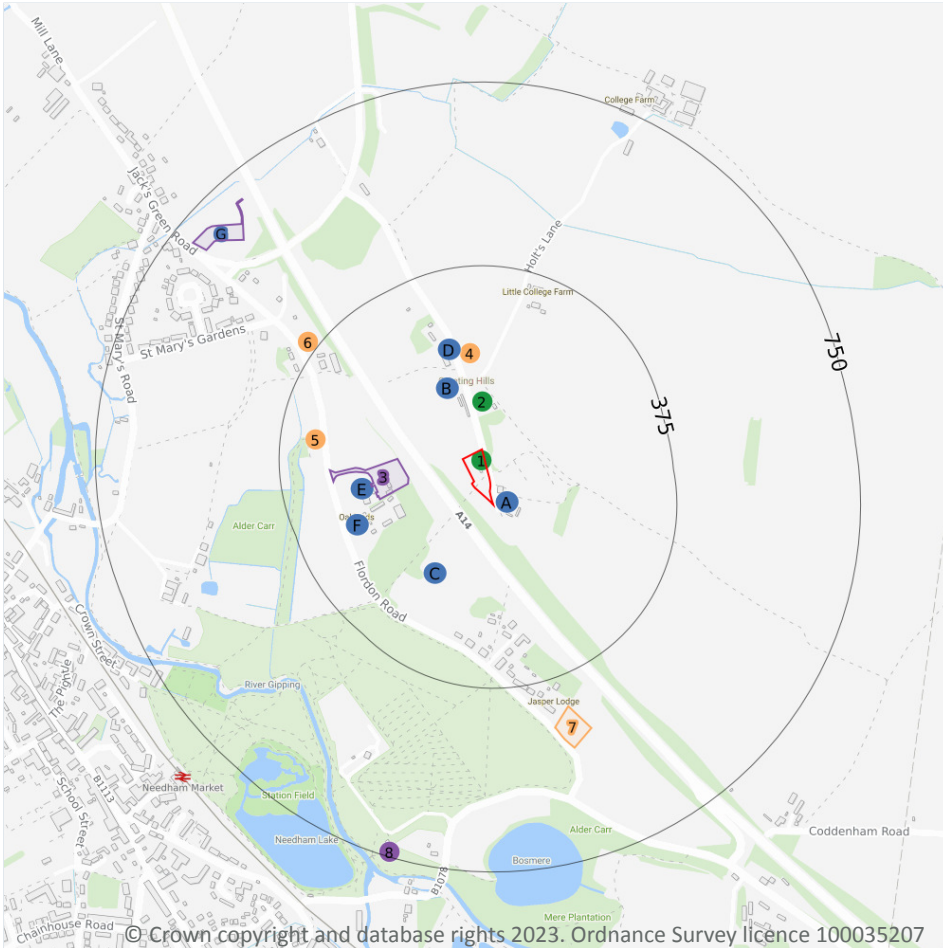 Mill Lane
College Farm
Jack's Green Road
G
Holt's Lane
Little College Farm
St Mary's Road
St Mary's Gardens
6
D
4
750
B
ting Hills
2
375
5
1
3
E
A
F
A14
Alder Carr
C
Flordon Road
Crown Street
The Pightle
River Gipping
Jasper Lodge
7
Needham Market
B1113
School Street
Station Field
Needham Lake
Alder Carr
Coddenham Road
8
Bosmere
B1078
Mere Plantation
Chainhouse Road
© Crown copyright and database rights 2023. Ordnance Survey licence 100035207